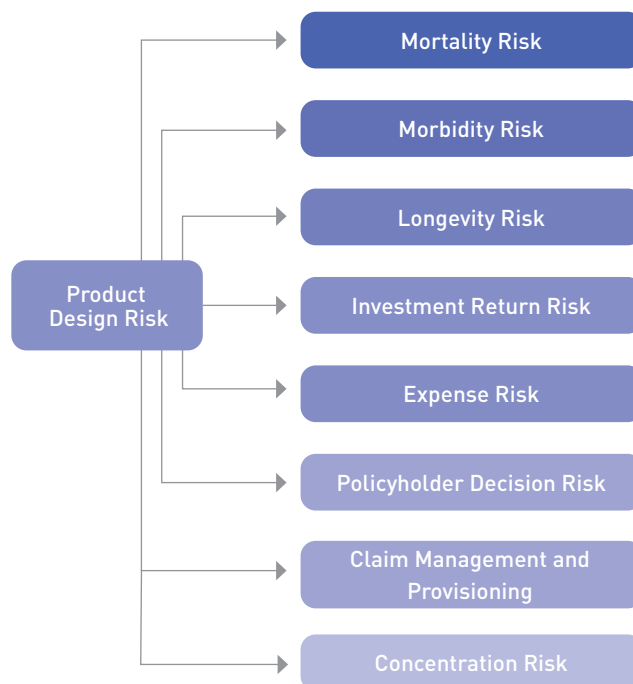 Mortality Risk
Morbidity Risk
Longevity Risk
Product
Design Risk
Investment Return Risk
Expense Risk
Policyholder Decision Risk
Claim Management and
Provisioning
Concentration Risk